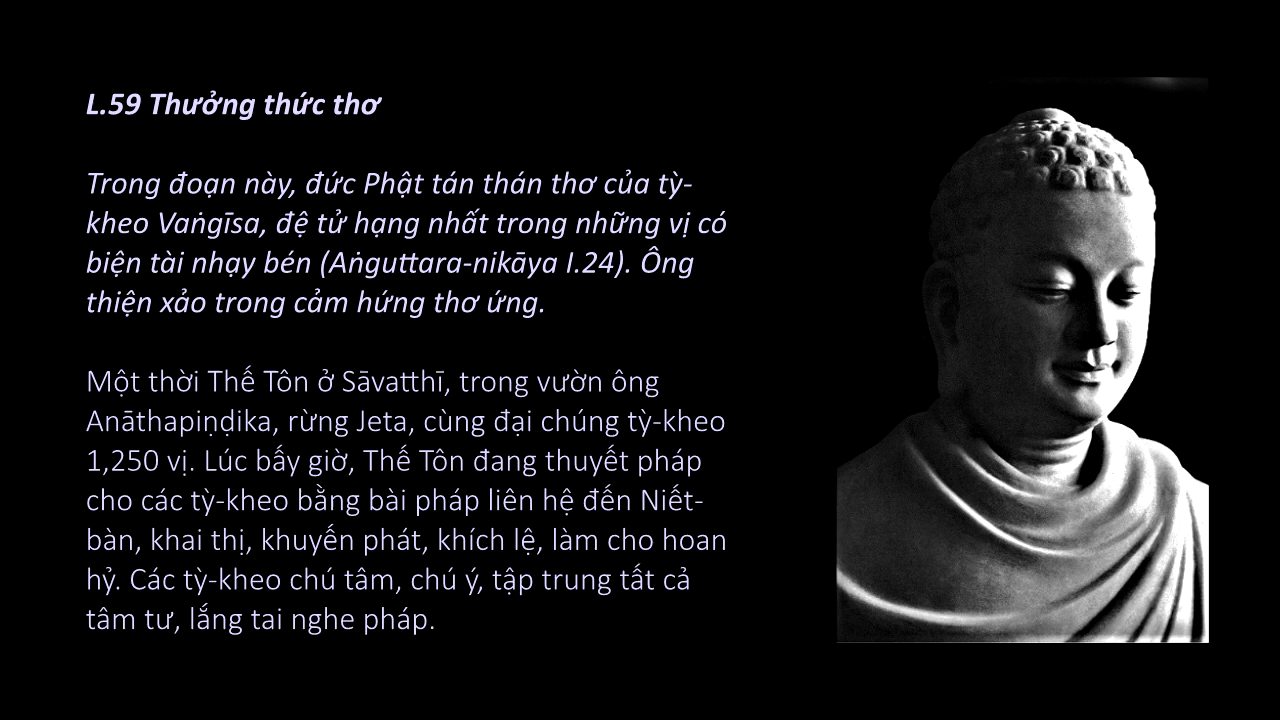 L.59 Thưởng thức thơ
Trong đoạn này, đức Phật tán thán thơ của tỳ-
kheo Vaṅgīsa, đệ tử hạng nhất trong những vị có
biện tài nhạy bén (Aṅguttara-nikāya I.24). Ông
thiện xảo trong cảm hứng thơ ứng.
Một thời Thế Tôn ở Sāvatthī, trong vườn ông
Anāthapiṇḍika, rừng Jeta, cùng đại chúng tỳ-kheo
1,250 vị. Lúc bấy giờ, Thế Tôn đang thuyết pháp
cho các tỳ-kheo bằng bài pháp liên hệ đến Niết-
bàn, khai thị, khuyến phát, khích lệ, làm cho hoan
hỷ. Các tỳ-kheo chú tâm, chú ý, tập trung tất cả
tâm tư, lắng tai nghe pháp.